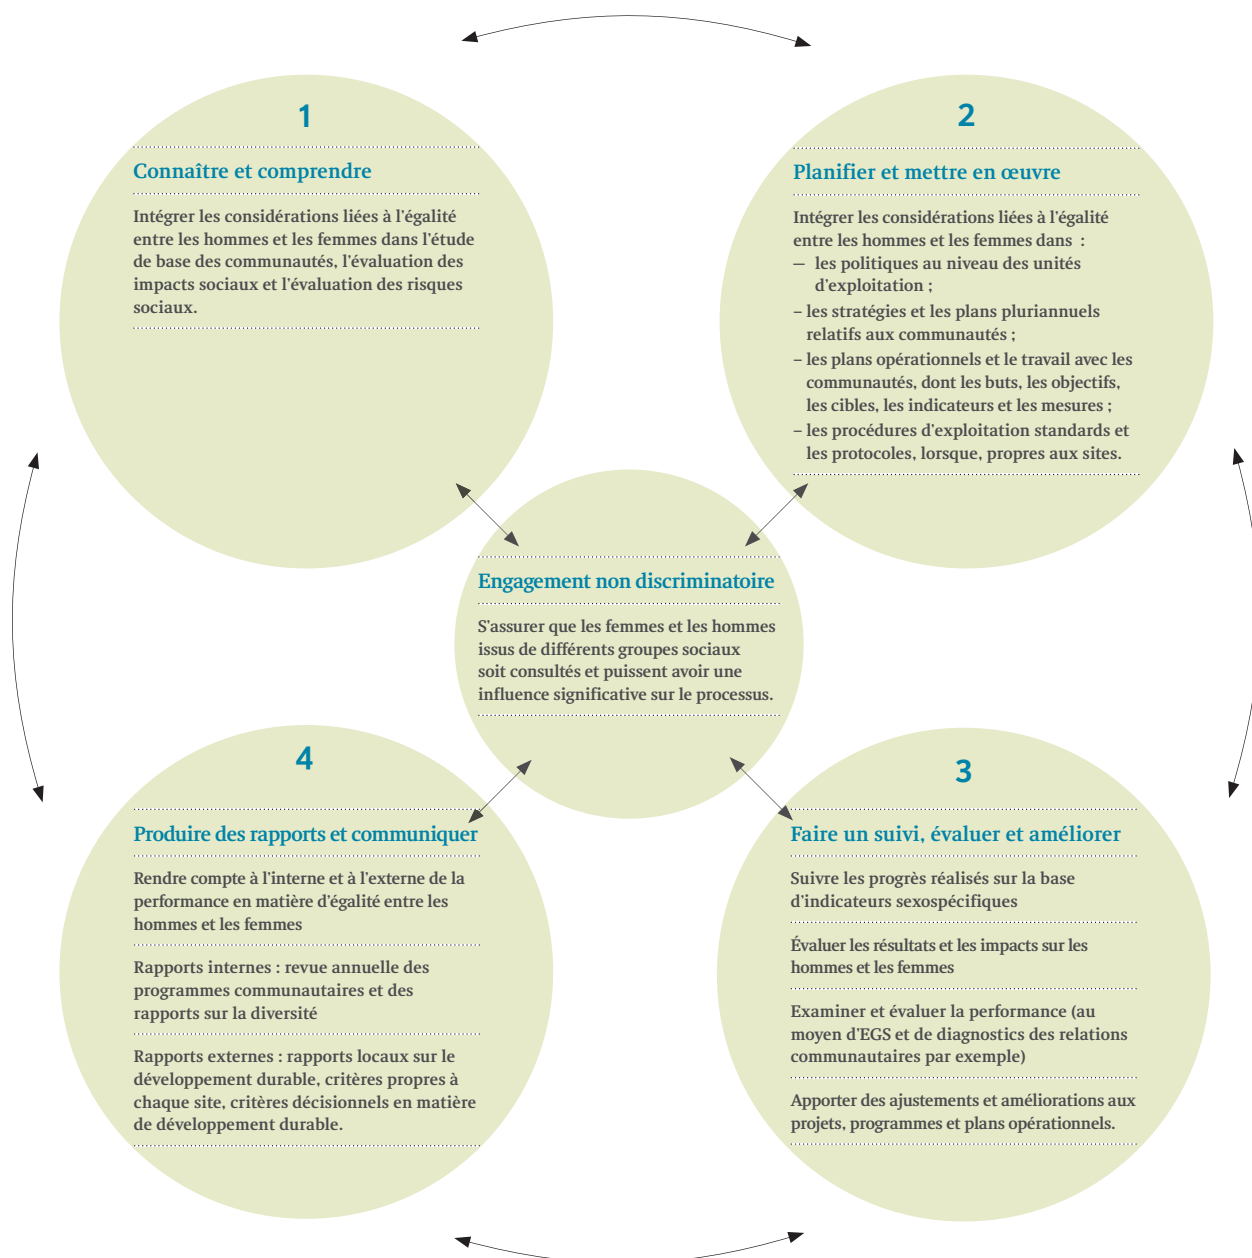 1
Connaître et comprendre
Intégrer les considérations liées à l'égalité
entre les hommes et les femmes dans l'étude
de base des communautés, l'évaluation des
impacts sociaux et l'évaluation des risques
sociaux.
2
Planifier et mettre en œuvre
Intégrer les considérations liées à l'égalité
entre les hommes et les femmes dans :
— les politiques au niveau des unités
d'exploitation ;
– les stratégies et les plans pluriannuels
relatifs aux communautés ;
– les plans opérationnels et le travail avec les
communautés, dont les buts, les objectifs,
les cibles, les indicateurs et les mesures ;
– les procédures d'exploitation standards et
les protocoles, lorsque, propres aux sites.
Engagement non discriminatoire
S'assurer que les femmes et les hommes
issus de différents groupes sociaux
soit consultés et puissent avoir une
influence significative sur le processus.
4
Produire des rapports et communiquer
Rendre compte à l'interne et à l'externe de la
performance en matière d'égalité entre les
hommes et les femmes
Rapports internes : revue annuelle des
programmes communautaires et des
rapports sur la diversité
Rapports externes : rapports locaux sur le
développement durable, critères propres à
chaque site, critères décisionnels en matière
de développement durable.
3
Faire un suivi, évaluer et améliorer
Suivre les progrès réalisés sur la base
d'indicateurs sexospécifiques
Évaluer les résultats et les impacts sur les
hommes et les femmes
Examiner et évaluer la performance (au
moyen d'EGS et de diagnostics des relations
communautaires par exemple)
Apporter des ajustements et améliorations aux
projets, programmes et plans opérationnels.